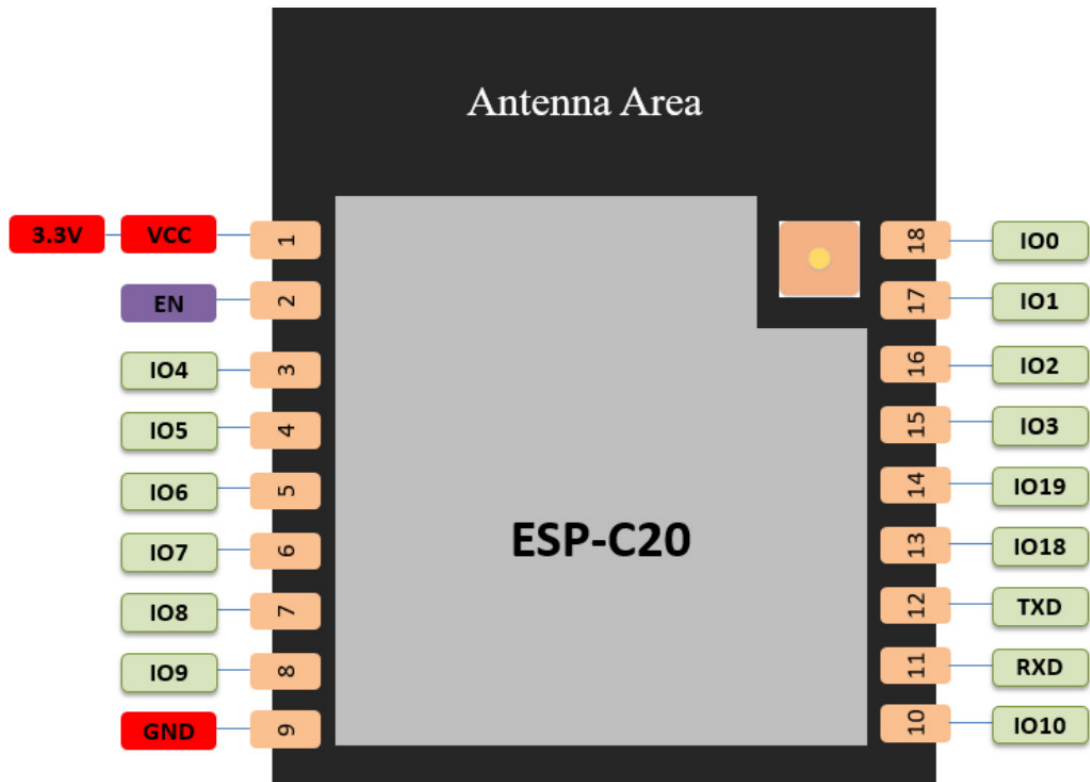 Antenna Area
3.3V VCC 1 18 IO0
EN 2 17 IO1
IO4 3 16 IO2
IO5 4 15 IO3
IO6 5 14 IO19
IO7 6 13 IO18
IO8 7 12 TXD
IO9 8 11 RXD
GND 9 10 IO10
ESP-C20